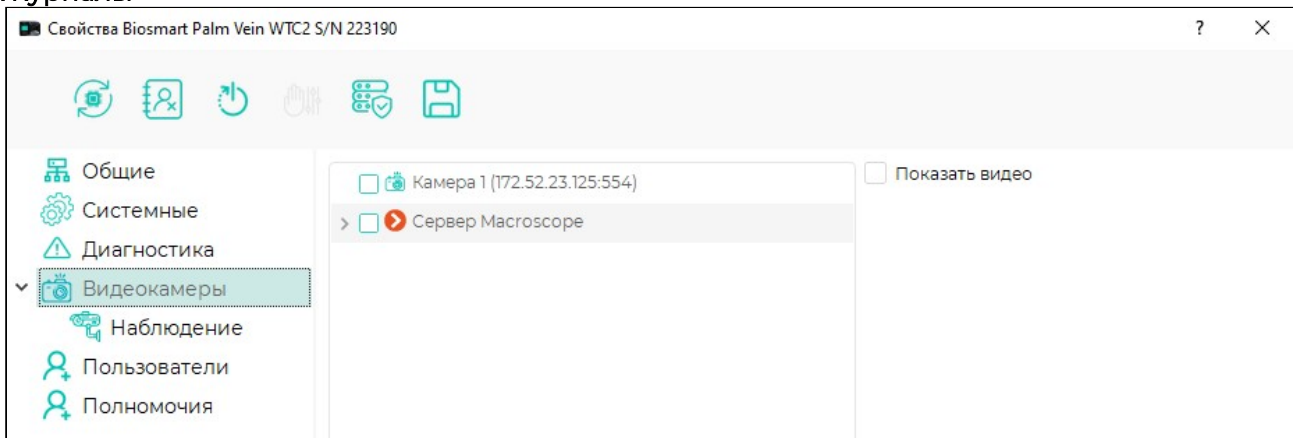 Свойства Biosmart Palm Vein WTC2 S/N 223190
?
Общие
Системные
Диагностика
Видеокамеры
Наблюдение
Пользователи
Полномочия
Камера 1 (172.52.23.125:554)
Сервер Macroscope
Показать видео